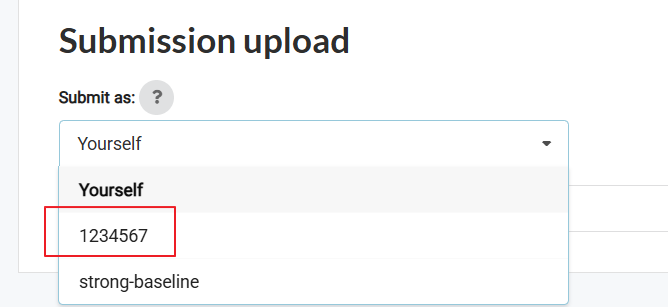 Submission upload
Submit as: ?
Yourself
Yourself
1234567
strong-baseline